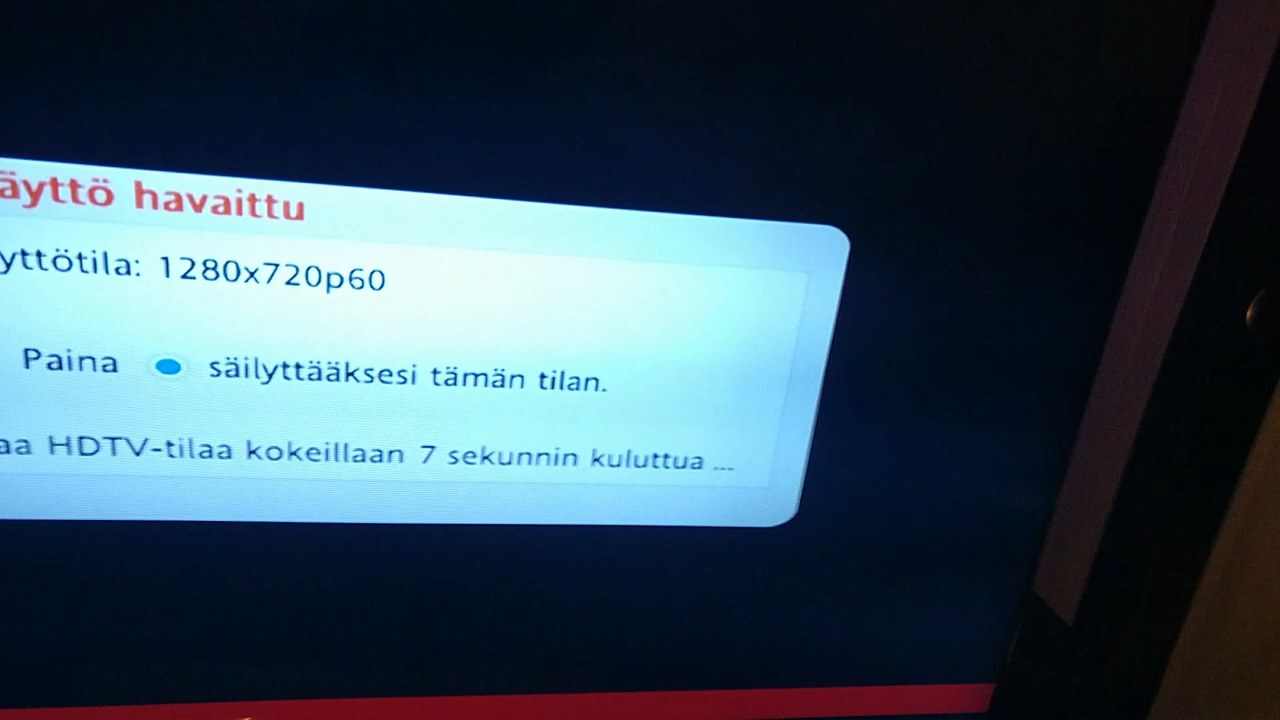 äyttö havaittu
yttötila: 1280x720p60
Paina säilyttääksesi tämän tilan.
aa HDTV-tilaa kokeillaan 7 sekunnin kuluttua ...